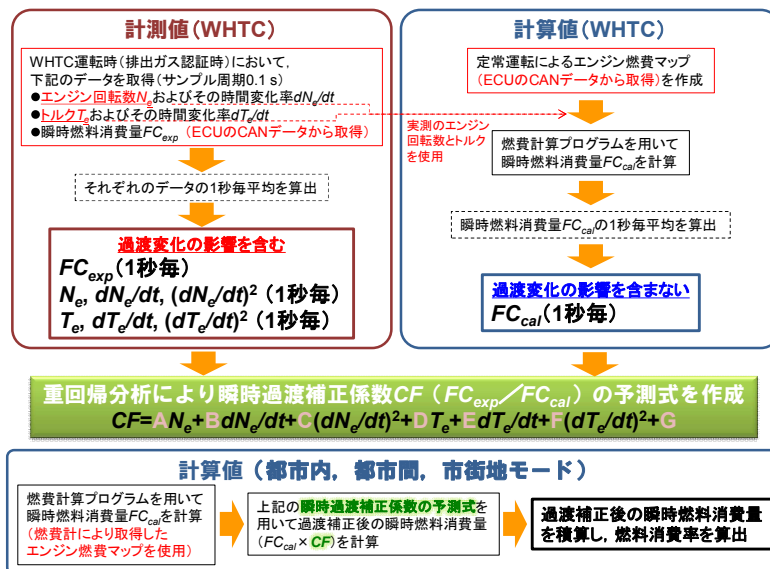 計測値(WHTC)
WHTC運転時(排出ガス認証時)において,
下記のデータを取得(サンプル周期0.1 s)
●エンジン回転数Neおよびその時間変化率dNe/dt
●トルクTeおよびその時間変化率dTe/dt
●瞬時燃料消費量FCexp (ECUのCANデータから取得)
それぞれのデータの1秒毎平均を算出
過渡変化の影響を含む
FCexp(1秒毎)
Ne, dNe/dt, (dNe/dt)2 (1秒毎)
Te, dTe/dt, (dTe/dt)2 (1秒毎)
計算値(WHTC)
定常運転によるエンジン燃費マップ
(ECUのCANデータから取得)を作成
実測のエンジン
回転数とトルク
を使用
燃費計算プログラムを用いて
瞬時燃料消費量FCcalを計算
瞬時燃料消費量FCcalの1秒毎平均を算出
過渡変化の影響を含まない
FCcal(1秒毎)
重回帰分析により瞬時過渡補正係数CF(FCexp/FCcal)の予測式を作成
CF=ANe+BdNe/dt+C(dNe/dt)2+DTe+EdTe/dt+F(dTe/dt)2+G
計算値(都市内,都市間,市街地モード)
燃費計算プログラムを用いて
瞬時燃料消費量FCcalを計算
(燃費計により取得した
エンジン燃費マップを使用)
上記の瞬時過渡補正係数の予測式を
用いて過渡補正後の瞬時燃料消費量
(FCcal×CF)を計算
過渡補正後の瞬時燃料消費量
を積算し,燃料消費率を算出